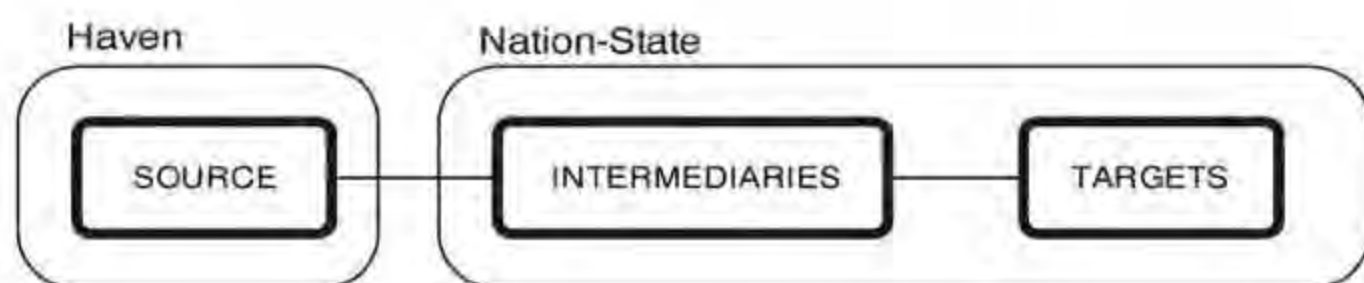 Haven
Nation-State
SOURCE
INTERMEDIARIES
TARGETS